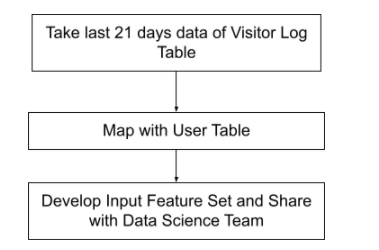 Take last 21 days data of Visitor Log
Table
Map with User Table
Develop Input Feature Set and Share
with Data Science Team